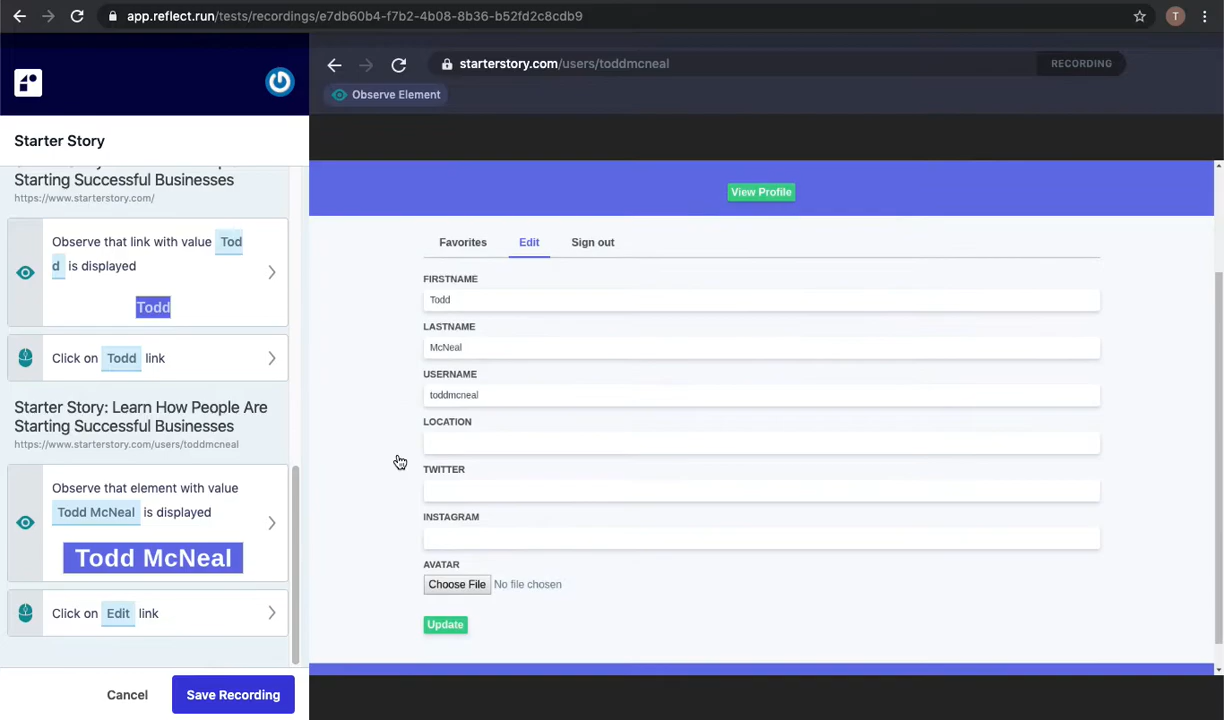 app.reflect.run/tests/recordings/e7db60b4-f7b2-4b08-8b36-b52fd2c8cdb9
T
starterstory.com/users/toddmcneal
RECORDING
Observe Element
Starter Story
Starting Successful Businesses
https://www.starterstory.com/
Observe that link with value Tod
d is displayed
Todd
Click on Todd link
Starter Story: Learn How People Are
Starting Successful Businesses
https://www.starterstory.com/users/toddmcneal
Observe that element with value
Todd McNeal is displayed
Todd McNeal
Click on Edit link
Cancel
Save Recording
View Profile
Favorites
Edit
Sign out
FIRSTNAME
Todd
LASTNAME
McNeal
USERNAME
toddmcneal
LOCATION
TWITTER
INSTAGRAM
AVATAR
Choose File No file chosen
Update